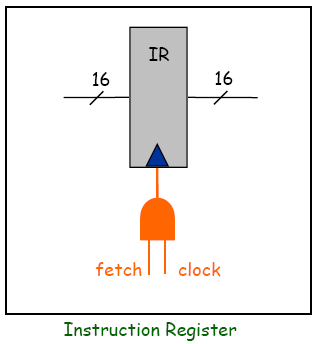 IR
16
16
fetch
clock
Instruction Register